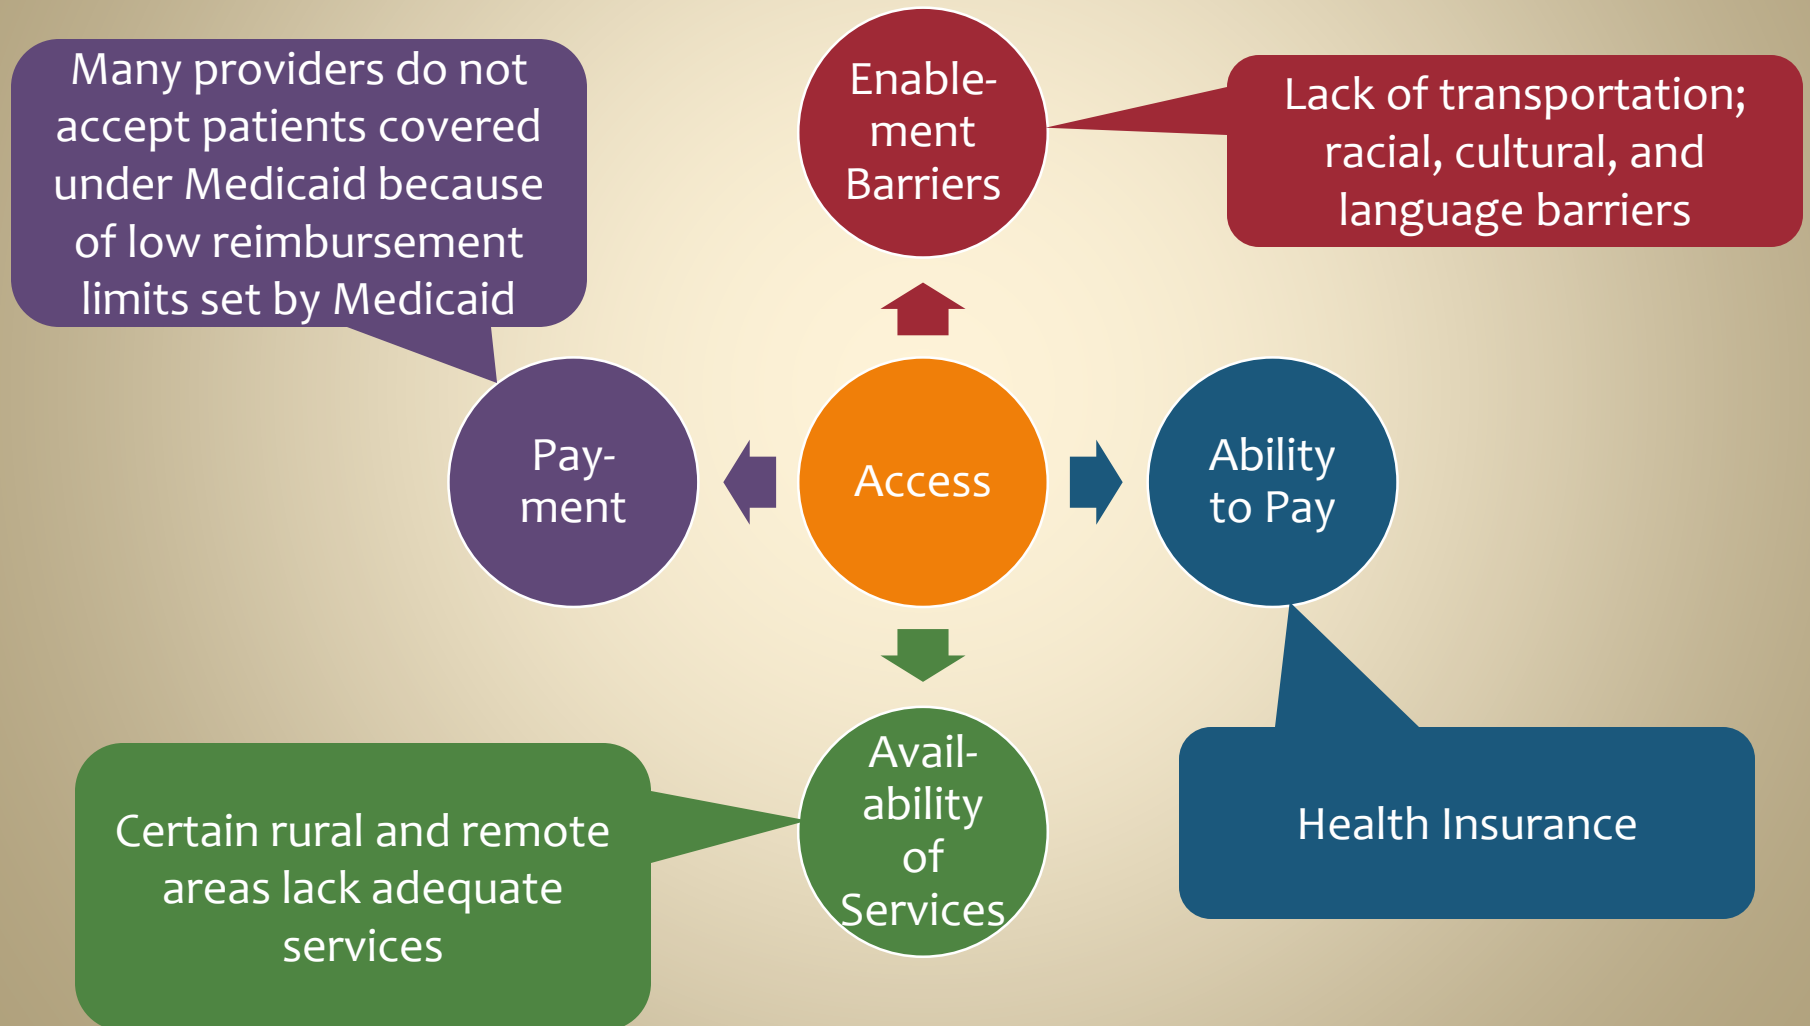 Many providers do not
accept patients covered
under Medicaid because
of low reimbursement
limits set by Medicaid
Enable-
ment
Barriers
Lack of transportation;
racial, cultural, and
language barriers
Pay-
ment
Access
Ability
to Pay
Certain rural and remote
areas lack adequate
services
Avail-
ability
of
Services
Health Insurance